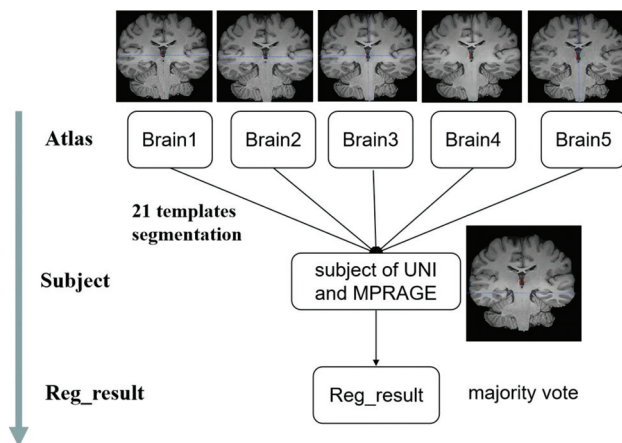 Atlas
Brain1
Brain2
Brain3
Brain4
Brain5
21 templates
segmentation
Subject
subject of UNI
and MPRAGE
Reg_result
Reg_result
majority vote